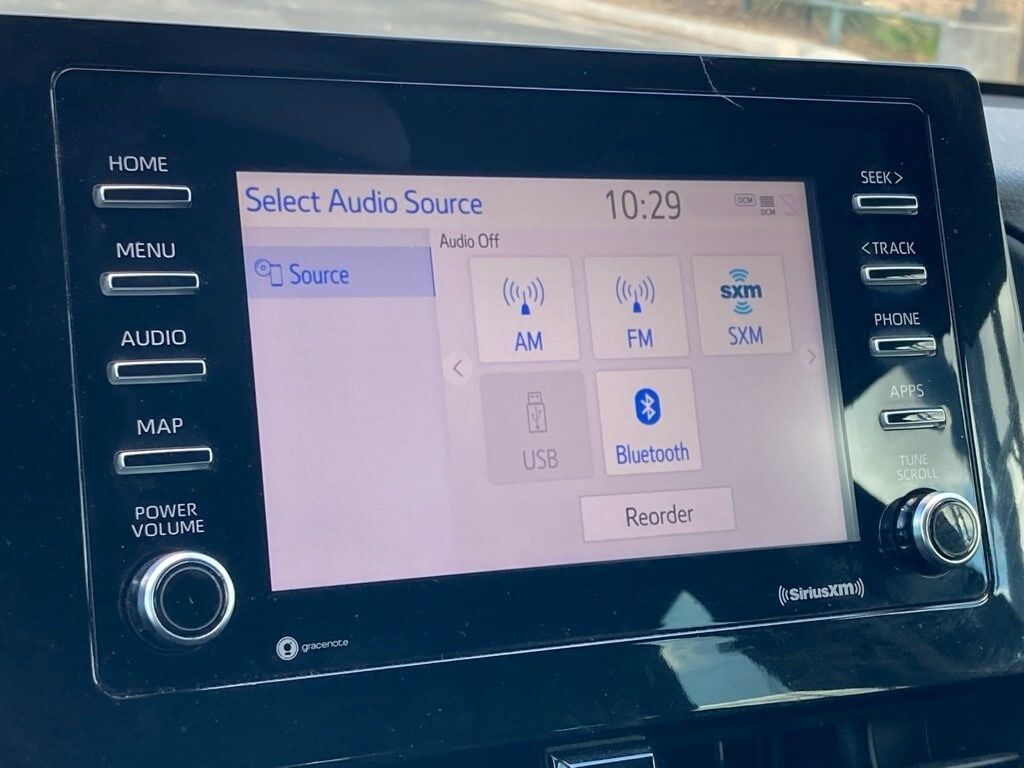 HOME
MENU
AUDIO
MAP
POWER
VOLUME
Select Audio Source
10:29
DCM
DCM
Source
Audio Off
AM
FM
sxm
SXM
USB
Bluetooth
Reorder
SEEK>
<TRACK
PHONE
APPS
TUNE
SCROLL
gracenote
((SiriusXM))